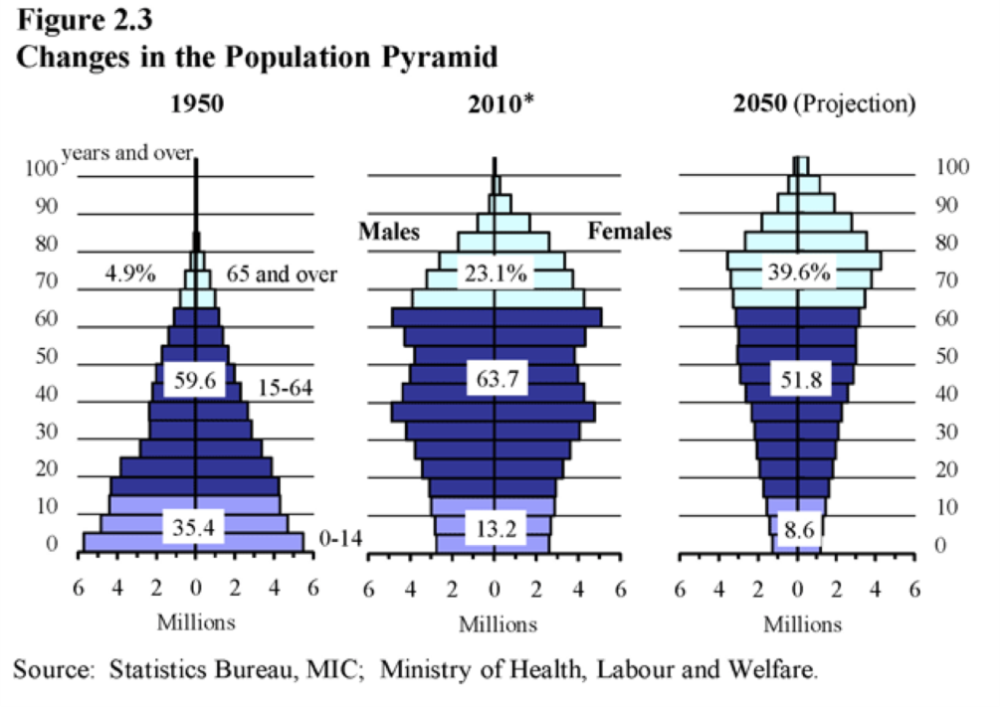 Figure 2.3
Changes in the Population Pyramid
1950
2010*
2050 (Projection)
years and over
100
90
80
70
60
50
40
30
20
10
0
4.9%
65 and over
59.6
15-64
35.4
0-14
6 4 2 0 2 4 6
Millions
Males
Females
23.1%
63.7
13.2
6 4 2 0 2 4 6
Millions
39.6%
51.8
8.6
100
90
80
70
60
50
40
30
20
10
0
6 4 2 0 2 4 6
Millions
Source: Statistics Bureau, MIC; Ministry of Health, Labour and Welfare.